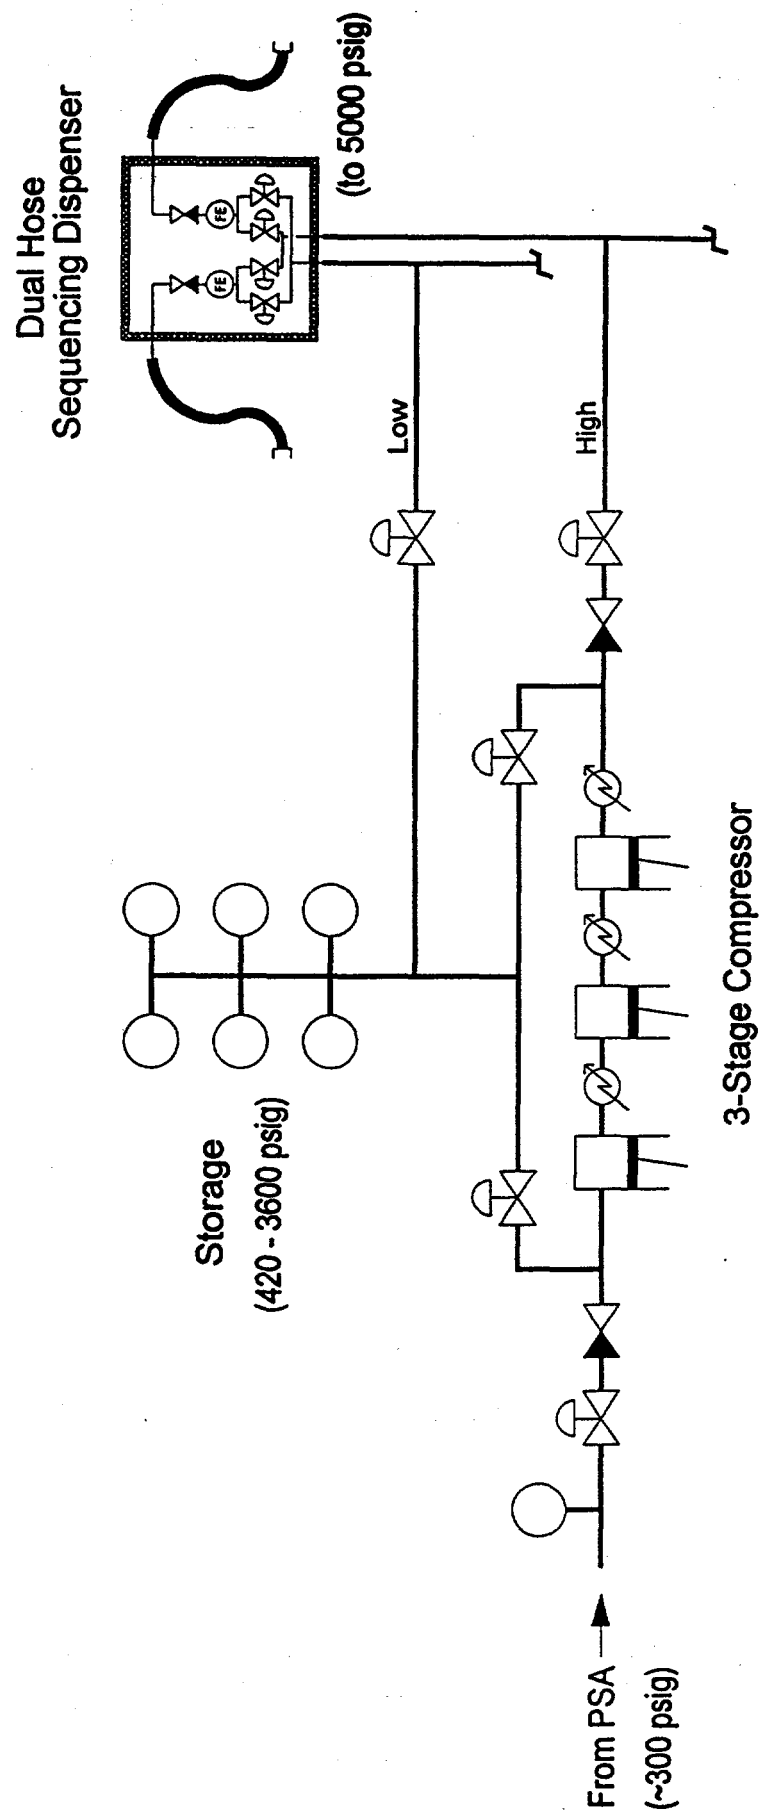 Dual Hose
Sequencing Dispenser
(to 5000 psig)
FE
FE
Low
High
Storage
(420 - 3600 psig)
3-Stage Compressor
From PSA
(~300 psig)